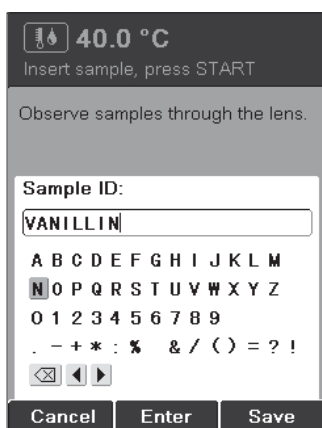 40.0 °C
Insert sample, press START
Observe samples through the lens.
Sample ID:
VANILLIN
A B C D E F G H I J K L M
N O P Q R S T U V W X Y Z
0 1 2 3 4 5 6 7 8 9
. - + * : % & / ( ) = ? !
Cancel Enter Save